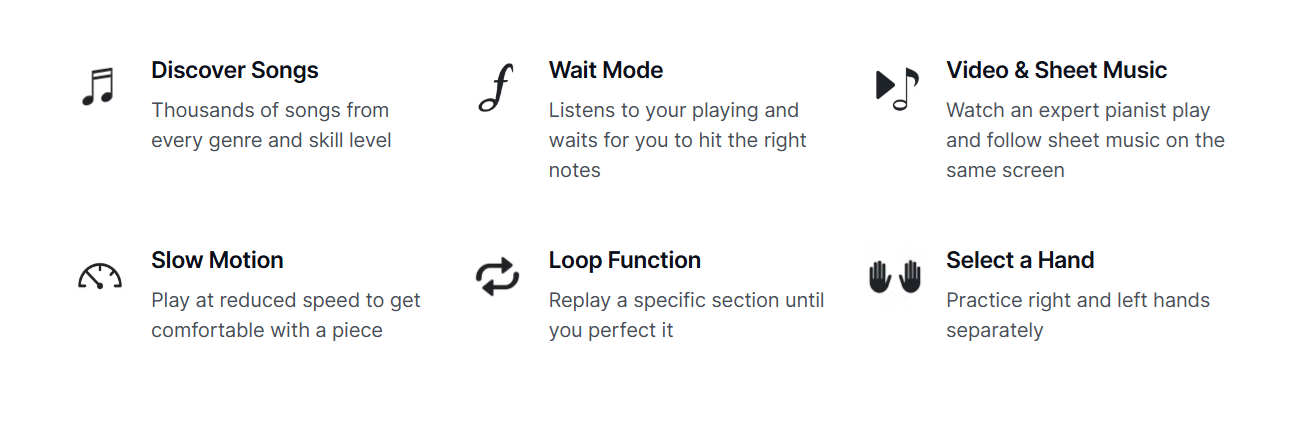 Discover Songs
Thousands of songs from
every genre and skill level
Wait Mode
Listens to your playing and
waits for you to hit the right
notes
Video & Sheet Music
Watch an expert pianist play
and follow sheet music on the
same screen
Slow Motion
Play at reduced speed to get
comfortable with a piece
Loop Function
Replay a specific section until
you perfect it
Select a Hand
Practice right and left hands
separately